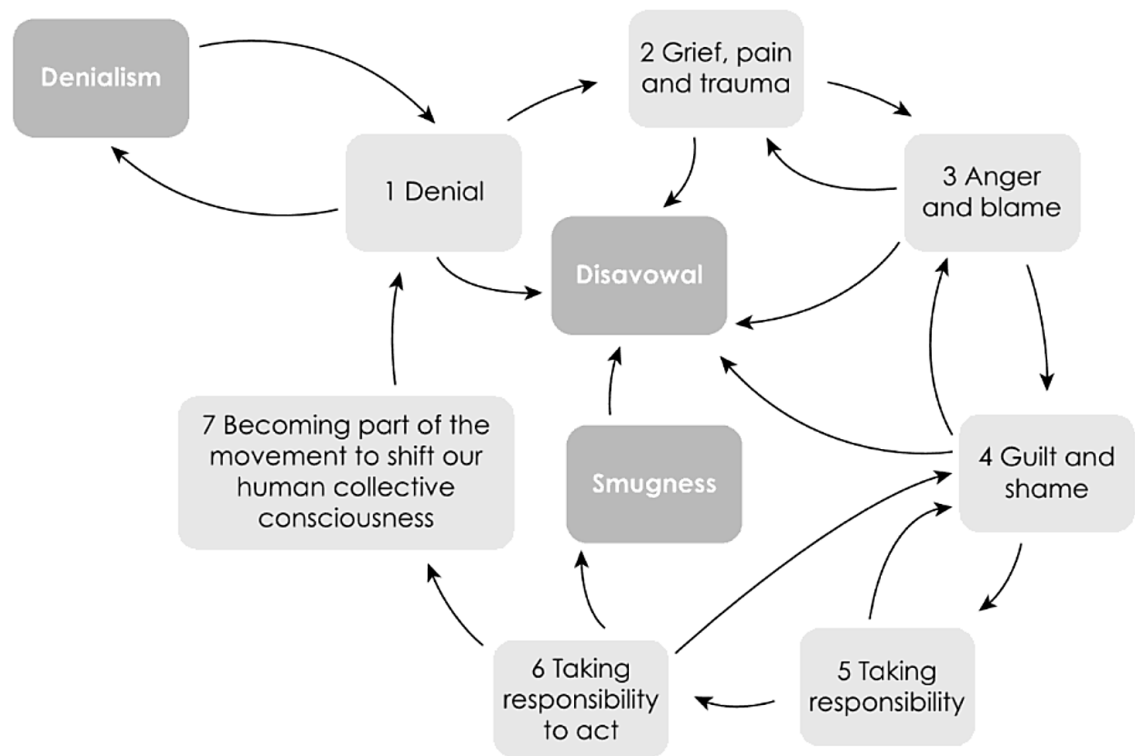 Denialism
2 Grief, pain
and trauma
1 Denial
3 Anger
and blame
Disavowal
7 Becoming part of the
movement to shift our
human collective
consciousness
Smugness
4 Guilt and
shame
6 Taking
responsibility
to act
5 Taking
responsibility